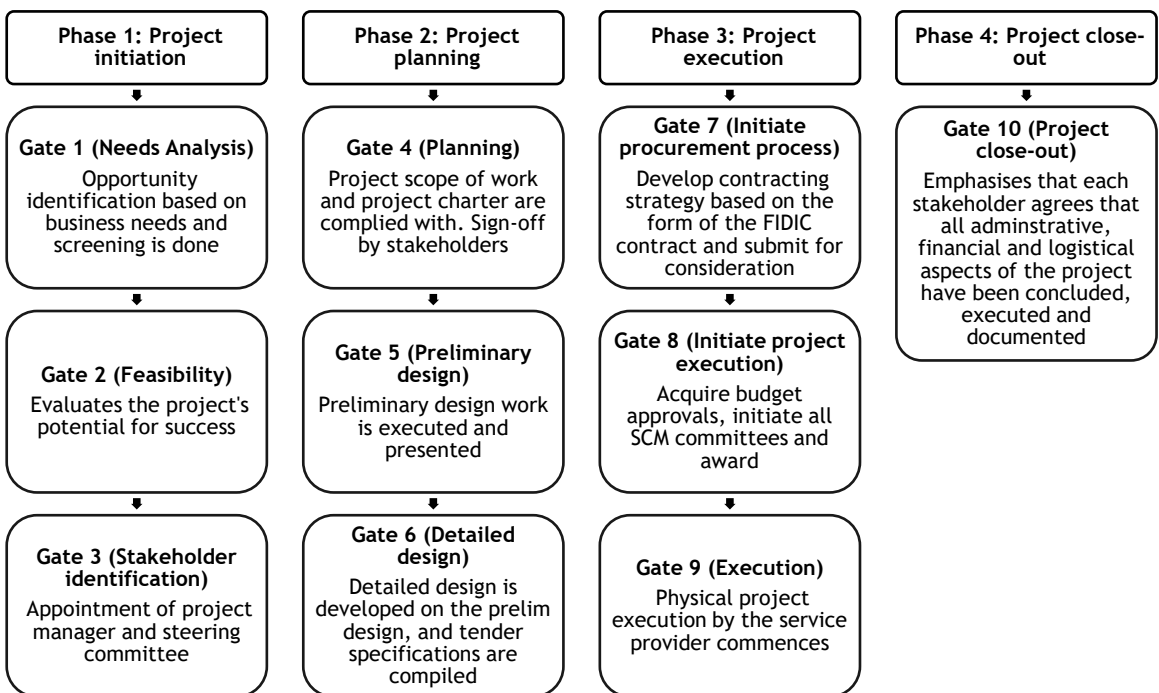 Phase 1: Project
initiation
Gate 1 (Needs Analysis)
Opportunity
identification based on
business needs and
screening is done
Gate 2 (Feasibility)
Evaluates the project's
potential for success
Gate 3 (Stakeholder
identification)
Appointment of project
manager and steering
committee
Phase 2: Project
planning
Gate 4 (Planning)
Project scope of work
and project charter are
complied with. Sign-off
by stakeholders
Gate 5 (Preliminary
design)
Preliminary design work
is executed and
presented
Gate 6 (Detailed
design)
Detailed design is
developed on the prelim
design, and tender
specifications are
compiled
Phase 3: Project
execution
Gate 7 (Initiate
procurement process)
Develop contracting
strategy based on the
form of the FIDIC
contract and submit for
consideration
Gate 8 (Initiate project
execution)
Acquire budget
approvals, initiate all
SCM committees and
award
Gate 9 (Execution)
Physical project
execution by the service
provider commences
Phase 4: Project close-
out
Gate 10 (Project
close-out)
Emphasises that each
stakeholder agrees that
all adminstrative,
financial and logistical
aspects of the project
have been concluded,
executed and
documented